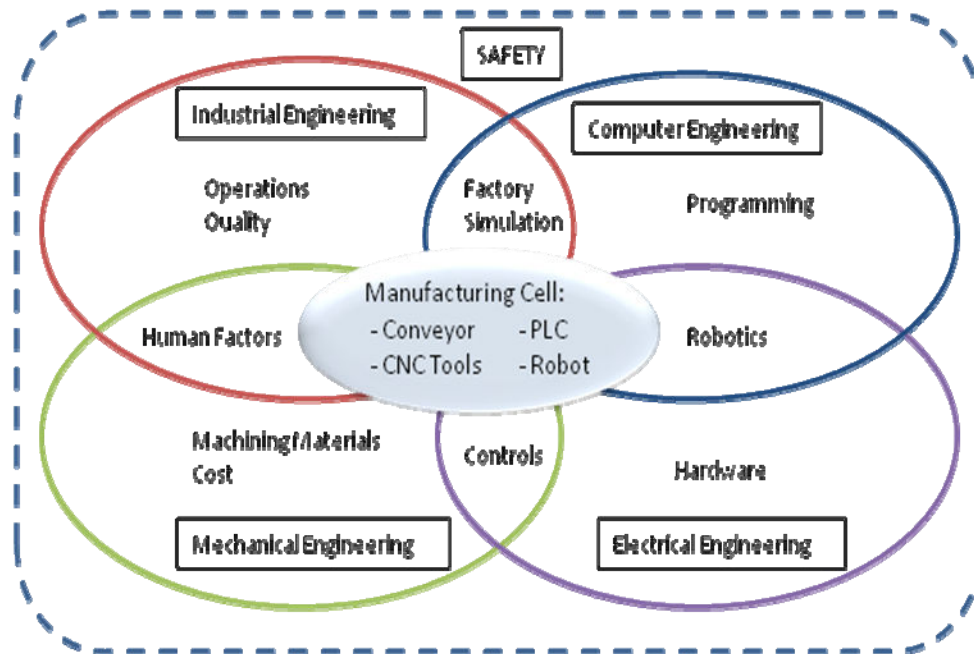 SAFETY
Industrial Engineering
Computer Engineering
Operations
Quality
Factory
Simulation
Programming
Manufacturing Cell:
- Conveyor - PLC
- CNC Tools - Robot
Human Factors
Robotics
Machining Materials
Cost
Controls
Hardware
Mechanical Engineering
Electrical Engineering